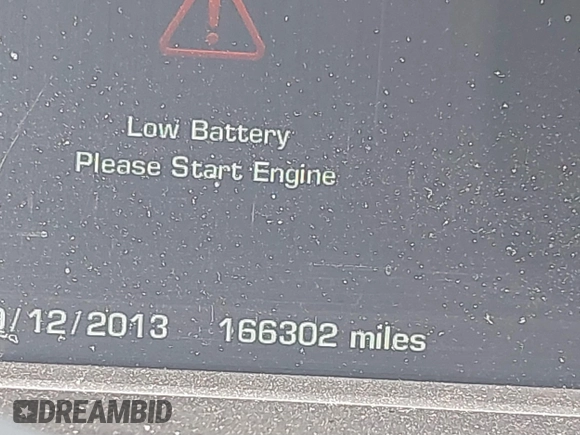 Low Battery
Please Start Engine
/12/2013 166302 miles
DREAMBID